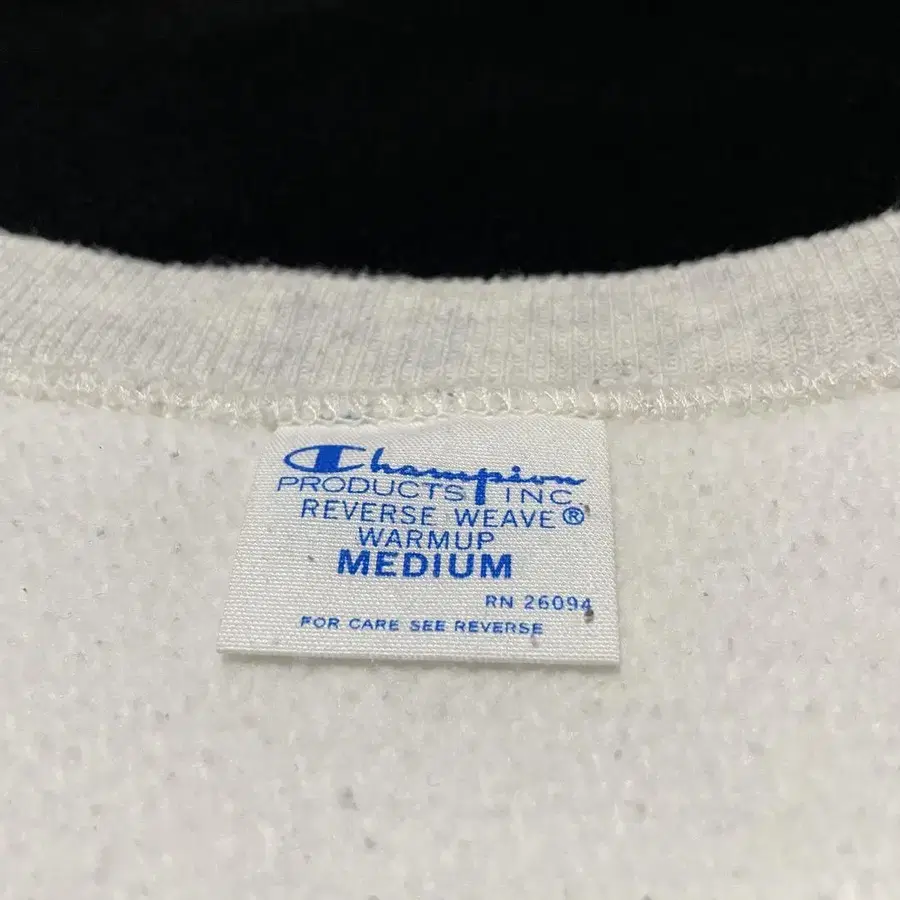 Champion
PRODUCTS INC.
REVERSE WEAVE®
WARMUP
MEDIUM
RN 26094
FOR CARE SEE REVERSE